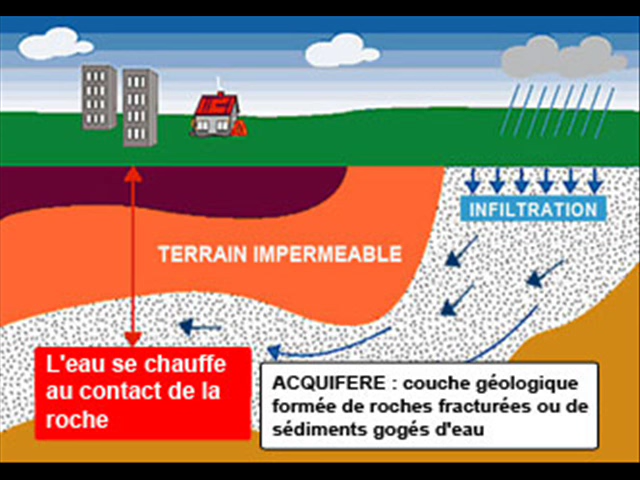 INFILTRATION
TERRAIN IMPERMEABLE
L'eau se chauffe
au contact de la
roche
ACQUIFERE : couche géologique
formée de roches fracturées ou de
sédiments gogés d'eau